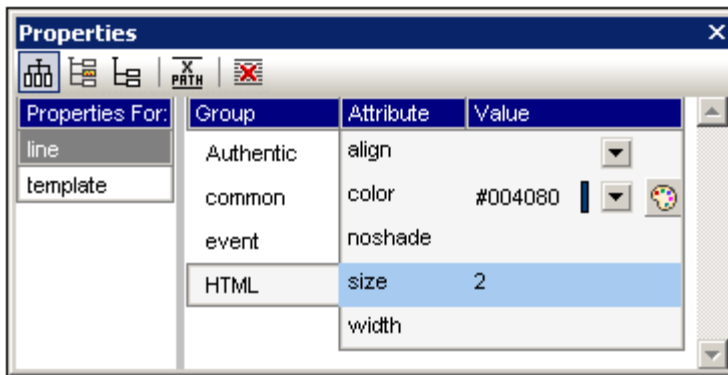 Properties
X
PATH
Properties For: Group Attribute Value
line Authentic align
template common color #004080
event noshade
HTML size 2
width